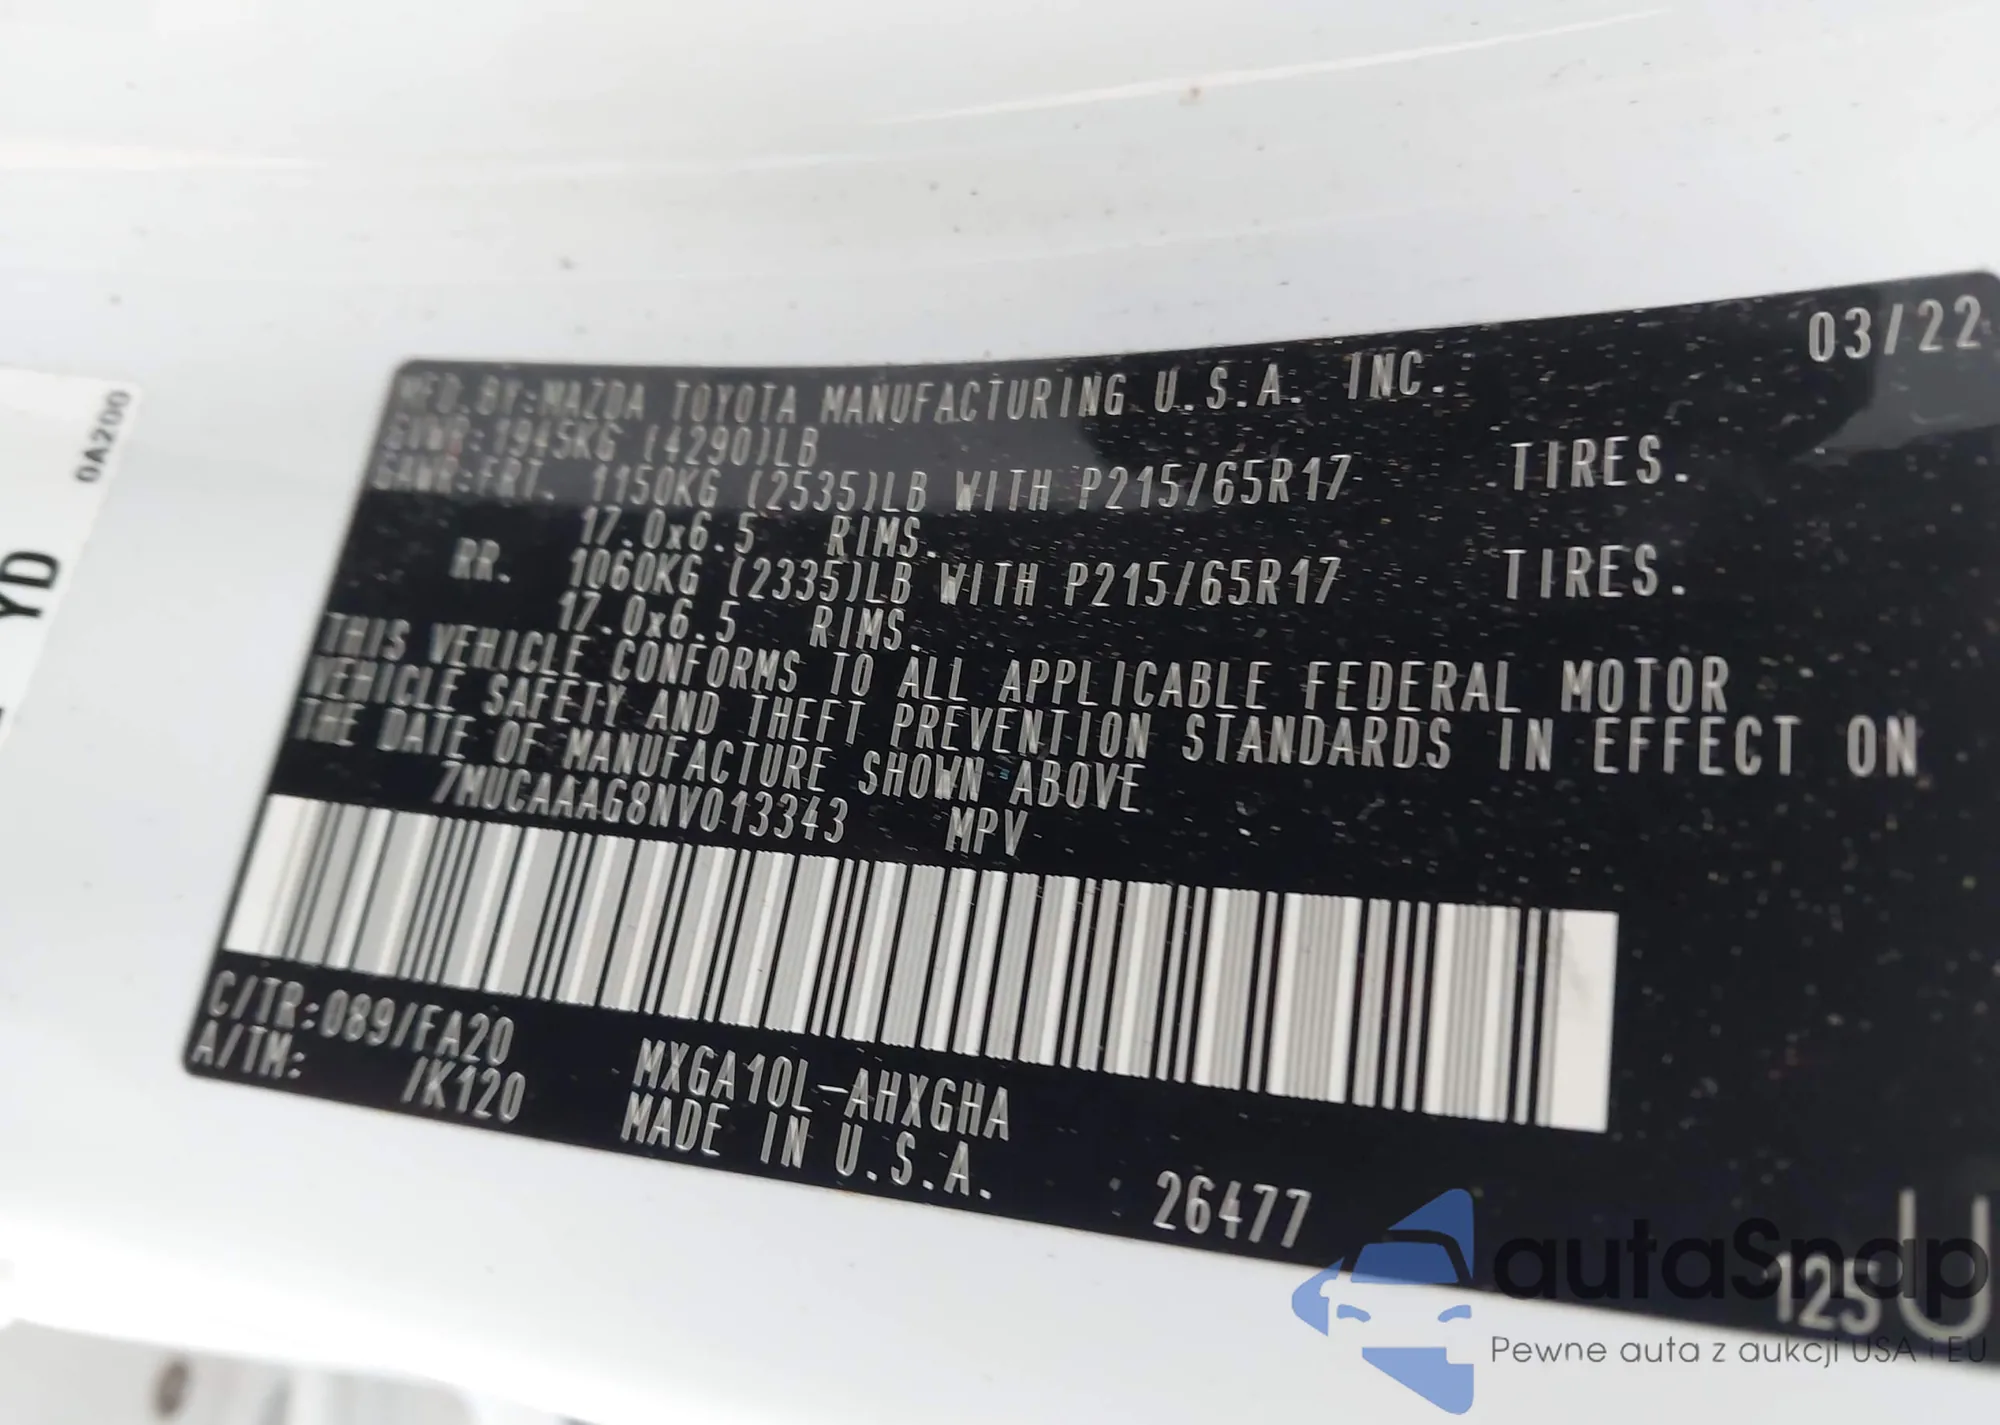 03/22
MFD.BY:MAZDA TOYOTA MANUFACTURING U.S.A. INC.
GVWR:1945KG (4290)LB
GAWR:FRT. 1150KG (2535)LB WITH P215/65R17 TIRES.
17.0x6.5 RIMS.
RR. 1060KG (2335)LB WITH P215/65R17 TIRES.
17.0x6.5 RIMS.
THIS VEHICLE CONFORMS TO ALL APPLICABLE FEDERAL MOTOR
VEHICLE SAFETY AND THEFT PREVENTION STANDARDS IN EFFECT ON
THE DATE OF MANUFACTURE SHOWN ABOVE
7MUCAAAG8NV013343 MPV
C/TR:089/FA20
A/TM: /K120
MXGA10L-AHXGHA
MADE IN U.S.A.
26477
125U
0A200
YD
autaSnap
Pewne auta z aukcji USA i EU